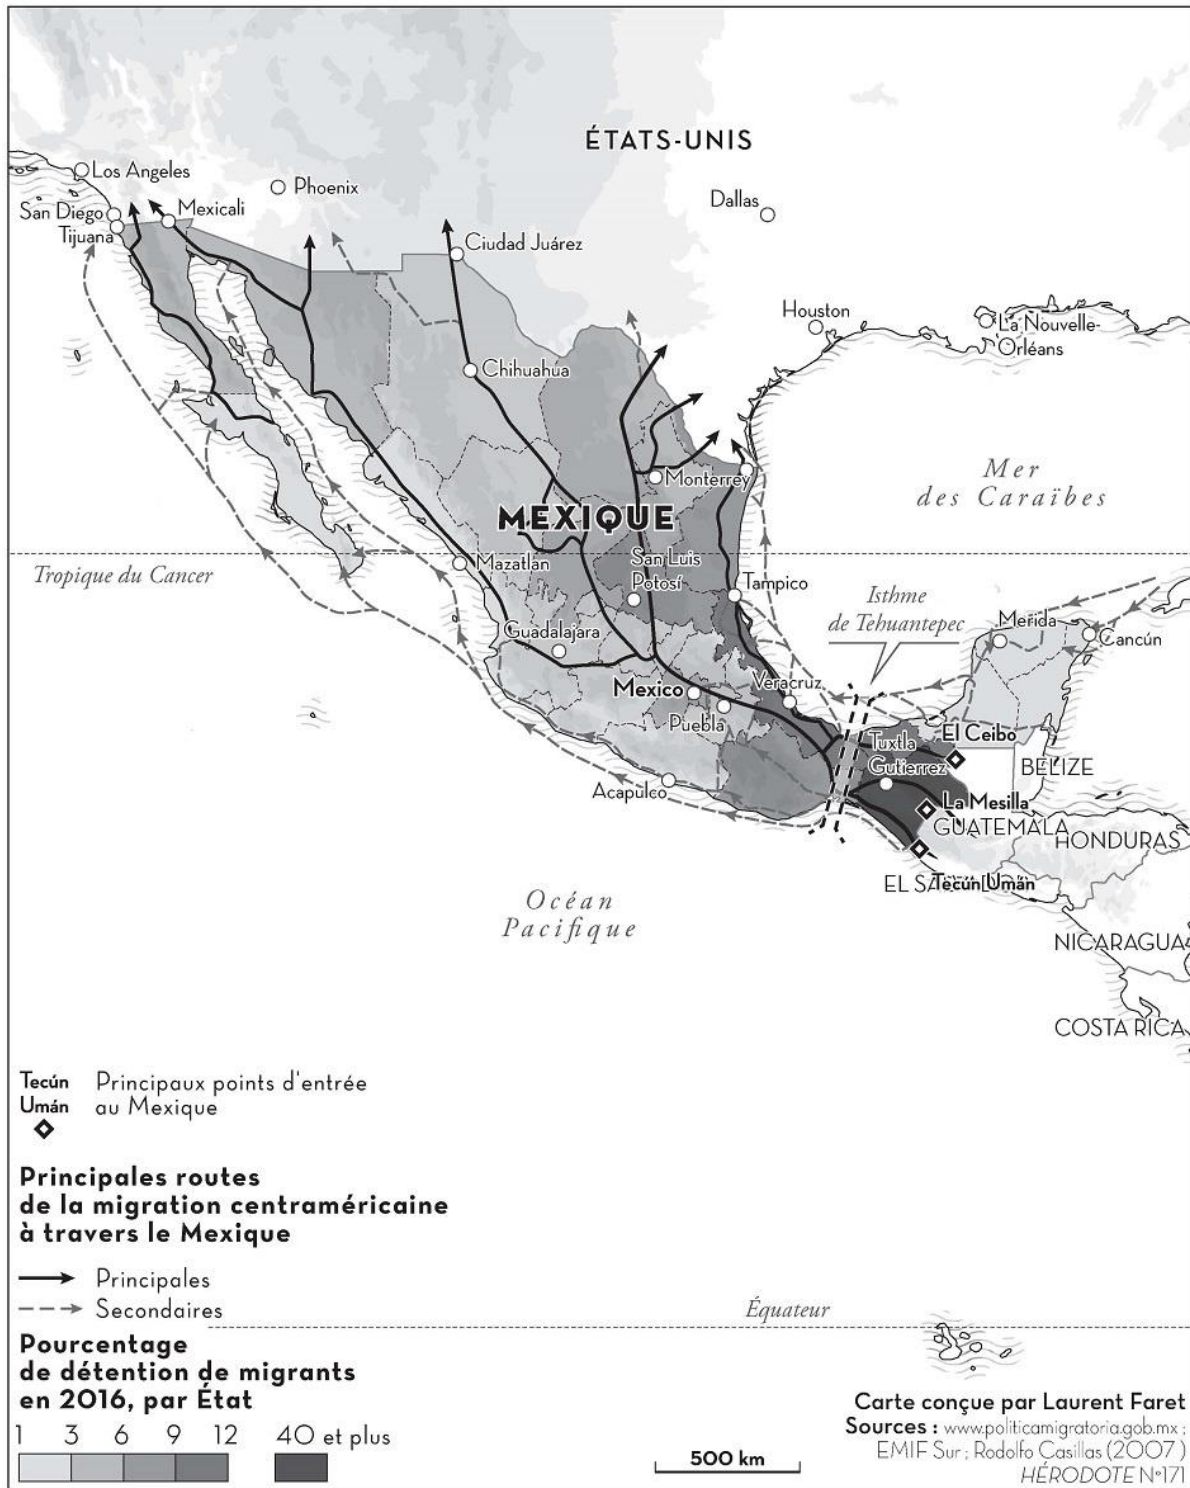 ÉTATS-UNIS
Los Angeles
Phoenix
Dallas
San Diego
Mexicali
Tijuana
Ciudad Juárez
Houston
La Nouvelle-
Orléans
Chihuahua
Monterrey
Mer
des Caraïbes
MEXIQUE
Mazatlán
San Luis
Potosí
Tropique du Cancer
Tampico
Isthme
de Tehuantepec
Merida
Cancún
Guadalajara
Mexico
Veracruz
Puebla
El Ceibo
Tuxtla
Gutierrez
BELIZE
Acapulco
La Mesilla
GUATEMALA
HONDURAS
EL SA
Tecún Umán
Océan
Pacifique
NICARAGUA
COSTA RICA
Tecún
Umán
Principaux points d'entrée
au Mexique
Principales routes
de la migration centraméricaine
à travers le Mexique
Principales
Secondaires
Équateur
Pourcentage
de détention de migrants
en 2016, par État
1 3 6 9 12 40 et plus
500 km
Carte conçue par Laurent Faret
Sources : www.politicamigratoria.gob.mx ;
EMIF Sur ; Rodolfo Casillas (2007)
HÉRODOTE N°171